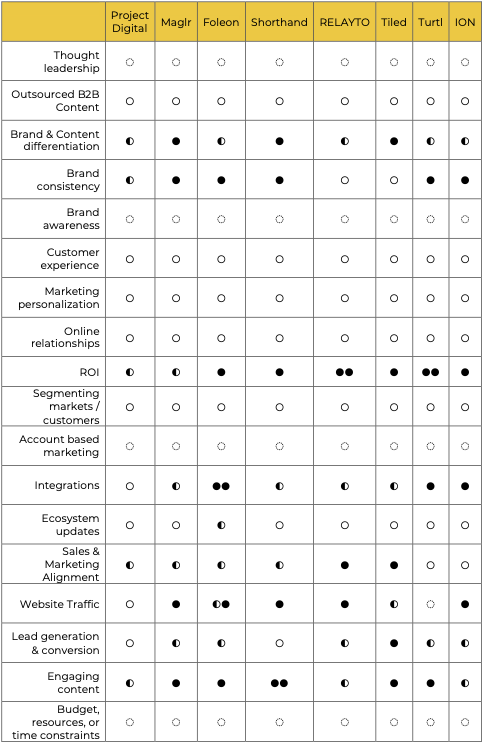 Project Digital Maglr Foleon Shorthand RELAYTO Tiled Turtl ION
Thought
leadership
Outsourced B2B
Content
Brand & Content
differentiation
Brand
consistency
Brand
awareness
Customer
experience
Marketing
personalization
Online
relationships
ROI
Segmenting
markets /
customers
Account based
marketing
Integrations
Ecosystem
updates
Sales &
Marketing
Alignment
Website Traffic
Lead generation
& conversion
Engaging
content
Budget,
resources, or
time constraints